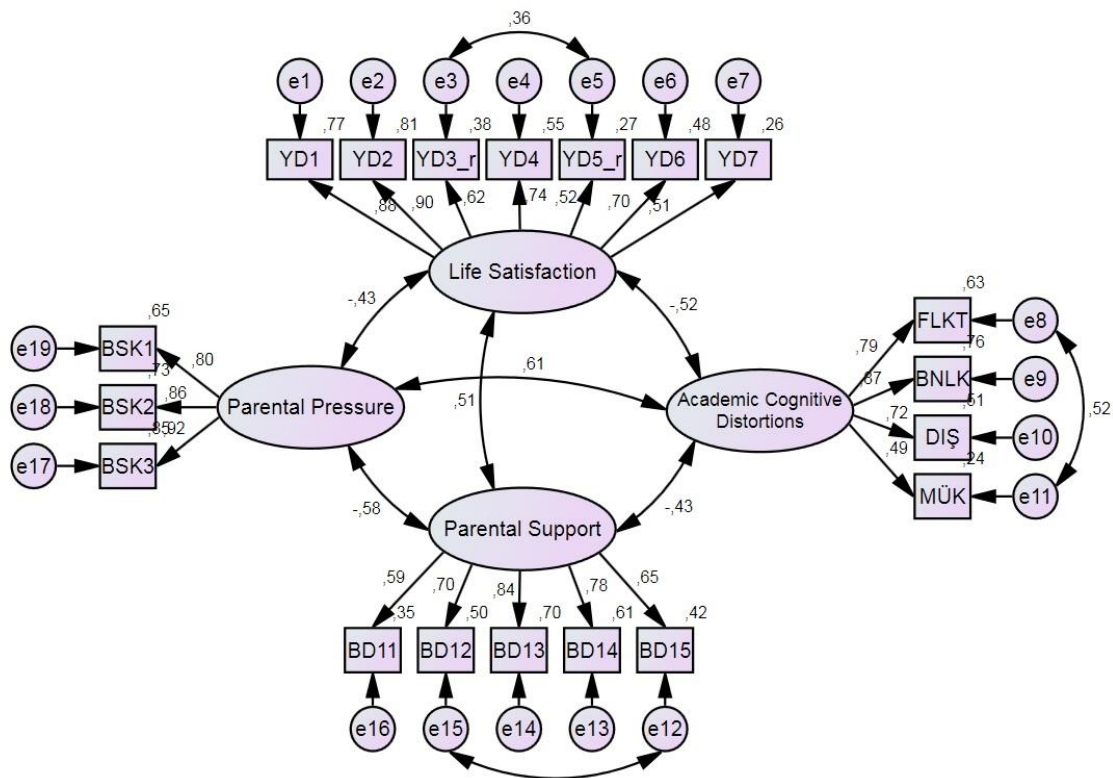 ,36
e1 e2 e3 e4 e5 e6 e7
,77 ,81 ,38 ,55 ,27 ,48 ,26
YD1 YD2 YD3_r YD4 YD5_r YD6 YD7
,88 ,90 ,62 ,74 ,52 ,70 ,51
Life Satisfaction
-,43
-,52
,65
e19 BSK1
,80
,73
e18 BSK2
,86
,85
,92
e17 BSK3
Parental Pressure
,61
,51
,63
FLKT e8
,79
,76
BNLK e9
,87
,51
DIŞ e10
,72
,24
MÜK e11
,49
,52
Academic Cognitive
Distortions
-,58
-,43
Parental Support
,59 ,70 ,84 ,78 ,65
,35 ,50 ,70 ,61 ,42
BD11 BD12 BD13 BD14 BD15
e16 e15 e14 e13 e12